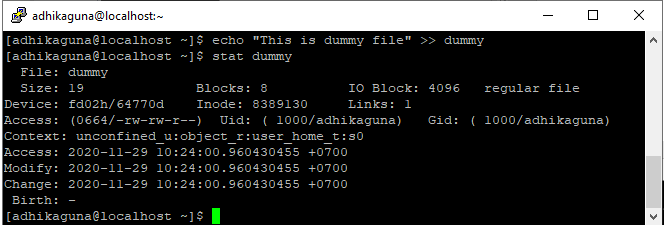 adhikaguna@localhost:~
[adhikaguna@localhost ~]$ echo "This is dummy file" >> dummy
[adhikaguna@localhost ~]$ stat dummy
  File: dummy
  Size: 19              Blocks: 8          IO Block: 4096   regular file
Device: fd02h/64770d    Inode: 8389130     Links: 1
Access: (0664/-rw-rw-r--)  Uid: ( 1000/adhikaguna)   Gid: ( 1000/adhikaguna)
Context: unconfined_u:object_r:user_home_t:s0
Access: 2020-11-29 10:24:00.960430455 +0700
Modify: 2020-11-29 10:24:00.960430455 +0700
Change: 2020-11-29 10:24:00.960430455 +0700
 Birth: -
[adhikaguna@localhost ~]$